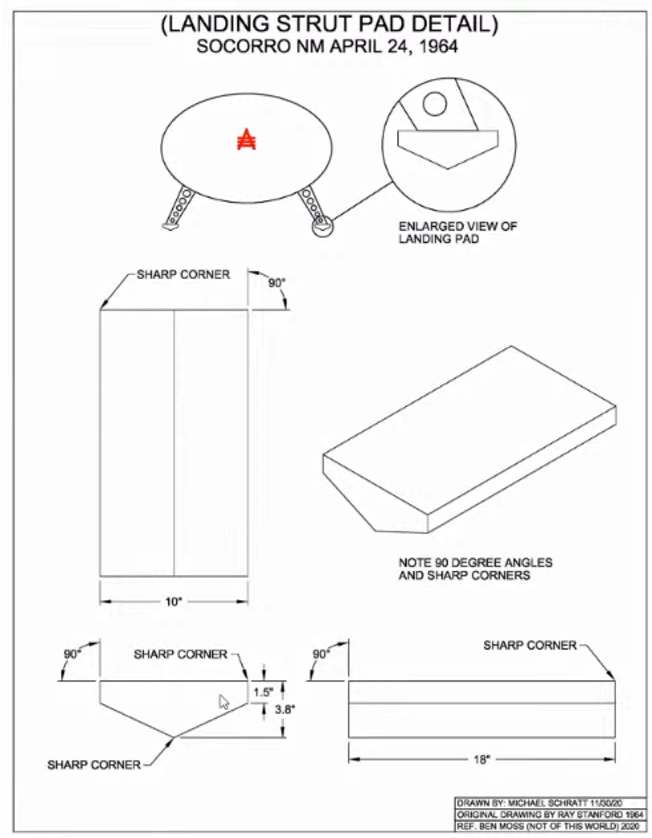 (LANDING STRUT PAD DETAIL)
SOCORRO NM APRIL 24, 1964
ENLARGED VIEW OF
LANDING PAD
SHARP CORNER
90°
NOTE 90 DEGREE ANGLES
AND SHARP CORNERS
10"
90°
SHARP CORNER
1.5"
3.8"
SHARP CORNER
90°
SHARP CORNER
18"
DRAWN BY: MICHAEL SCHRATT 11/30/20
ORIGINAL DRAWING BY RAY STANFORD 1964
REF. BEN MOSS (NOT OF THIS WORLD) 2020